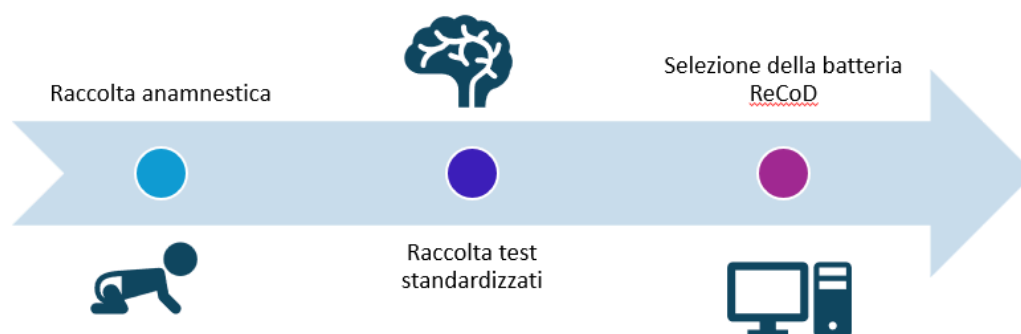 Raccolta anamnestica
Raccolta test
standardizzati
Selezione della batteria
ReCoD